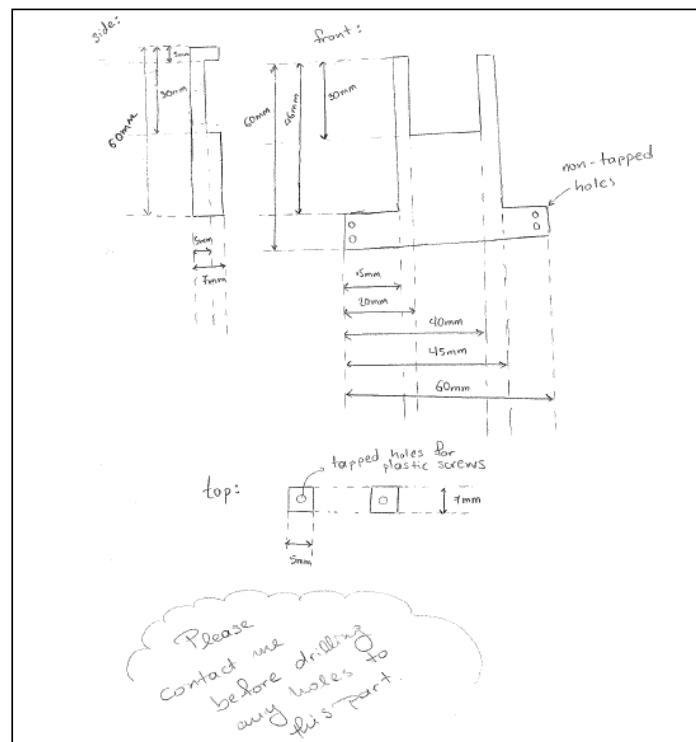 side:
front:
5mm
30mm
60mm
60mm
46mm
30mm
non-tapped
holes
5mm
7mm
15mm
20mm
40mm
45mm
60mm
tapped holes for
plastic screws
top:
7mm
5mm
Please
contact me
before drilling
any holes to
this part.